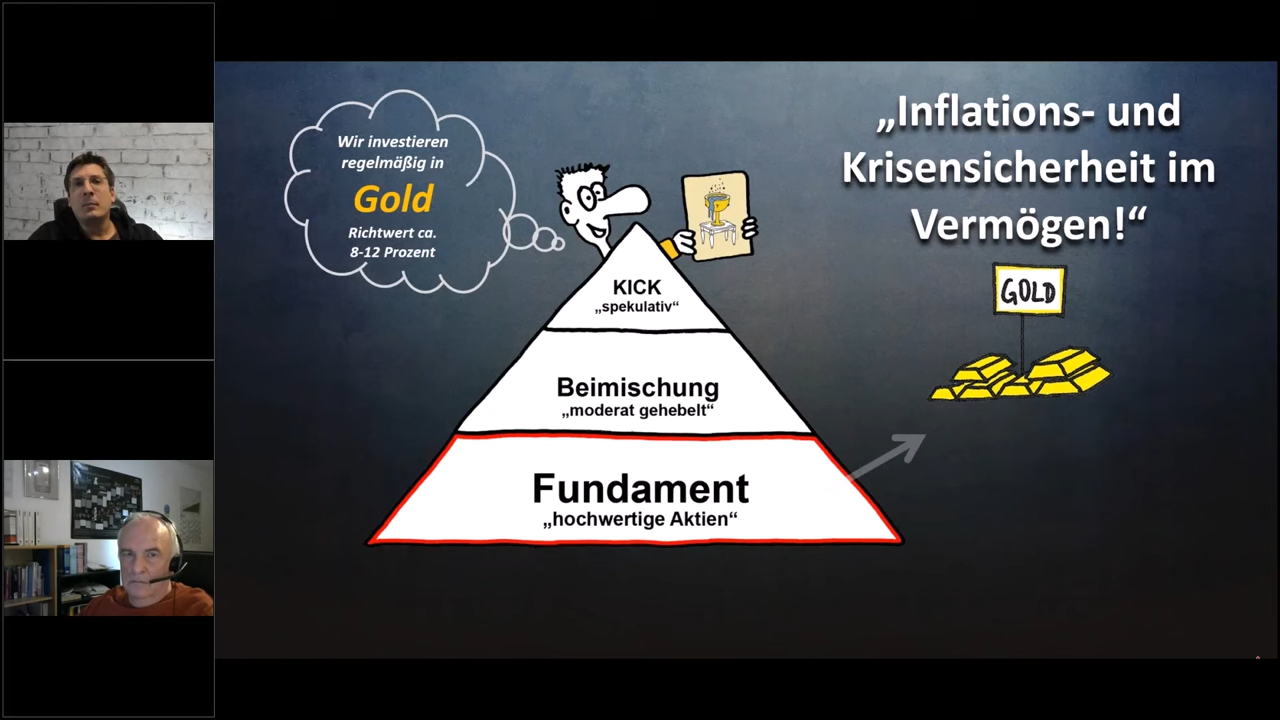 Wir investieren
regelmäßig in
Gold
Richtwert ca.
8-12 Prozent
„Inflations- und
Krisensicherheit im
Vermögen!“
GOLD
KICK
„spekulativ“
Beimischung
„moderat gehebelt“
Fundament
„hochwertige Aktien“